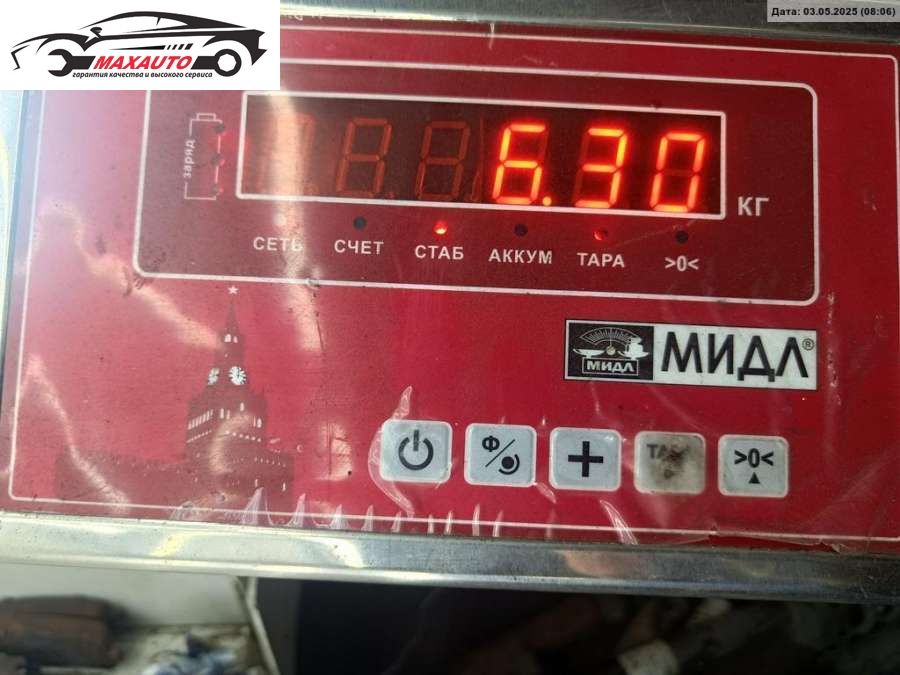 Дата: 03.05.2025 (08:06)
MAXAUTO
гарантия качества и высокого сервиса
заряд
6.30
КГ
СЕТЬ СЧЕТ СТАБ АККУМ ТАРА >0<
МИДЛ МИДЛ®
Ф + >0<